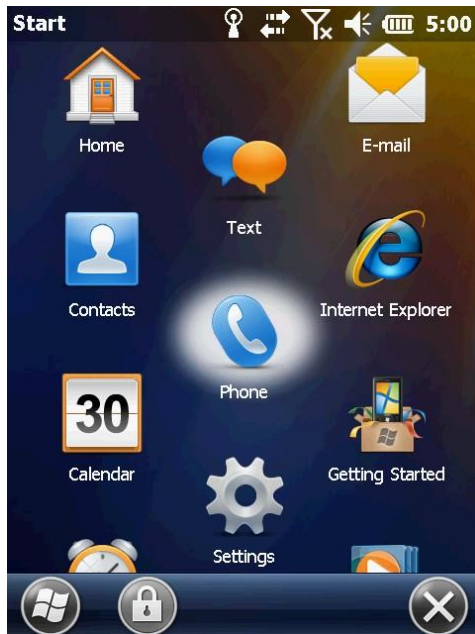 Start 5:00
Home
E-mail
Text
Contacts
Internet Explorer
Phone
30
Calendar
Getting Started
Settings